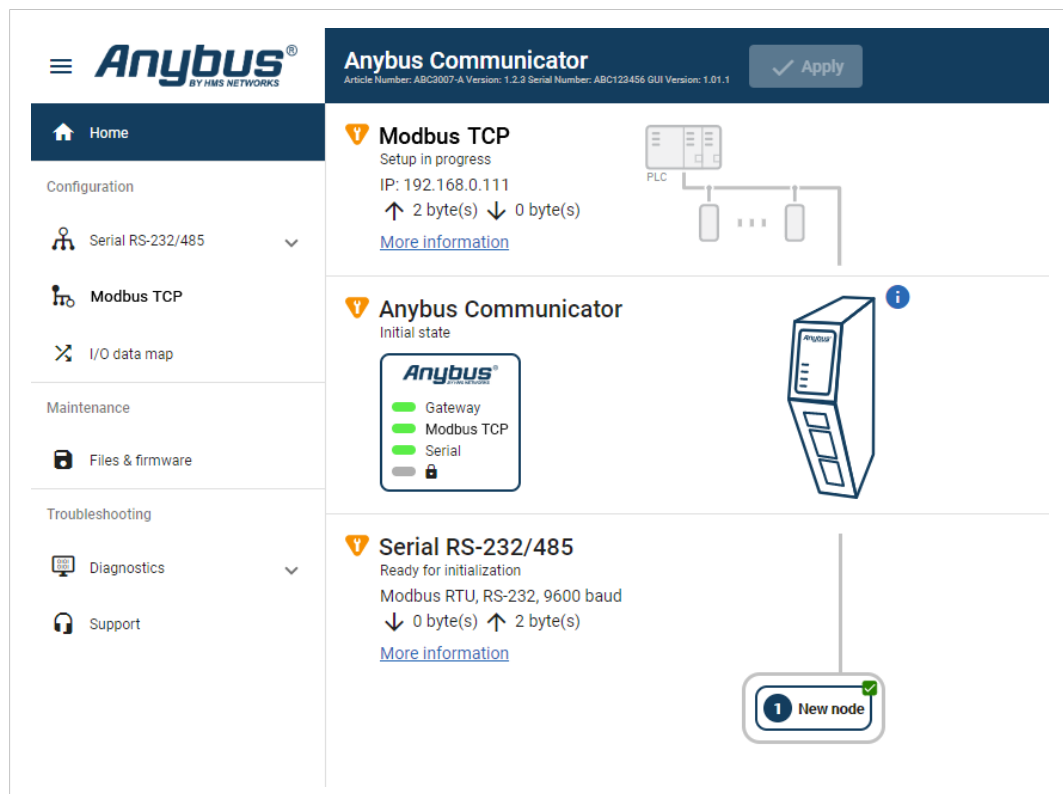 Anybus®
BY HMS NETWORKS
Anybus Communicator
Article Number: ABC3007-A Version: 1.2.3 Serial Number: ABC123456 GUI Version: 1.01.1
Apply
Home
Configuration
Serial RS-232/485
Modbus TCP
I/O data map
Maintenance
Files & firmware
Troubleshooting
Diagnostics
Support
Modbus TCP
Setup in progress
IP: 192.168.0.111
2 byte(s) 0 byte(s)
More information
PLC
Anybus Communicator
Initial state
Anybus®
BY HMS NETWORKS
Gateway
Modbus TCP
Serial
Anybus
i
Serial RS-232/485
Ready for initialization
Modbus RTU, RS-232, 9600 baud
0 byte(s) 2 byte(s)
More information
1 New node